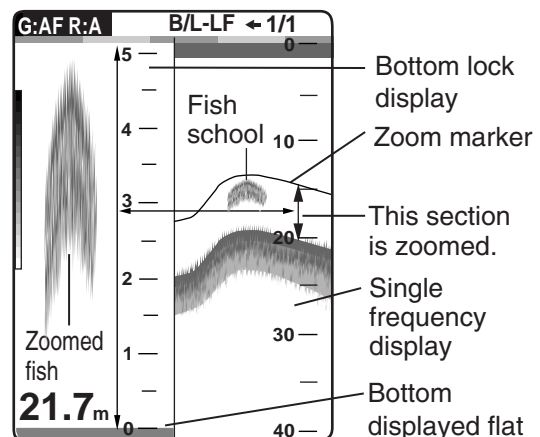 G:AF R:A
B/L-LF ← 1/1
5
4
3
2
1
0
0
10
20
30
40
Fish
school
Zoomed
fish
21.7m
Bottom lock
display
Zoom marker
This section
is zoomed.
Single
frequency
display
Bottom
displayed flat